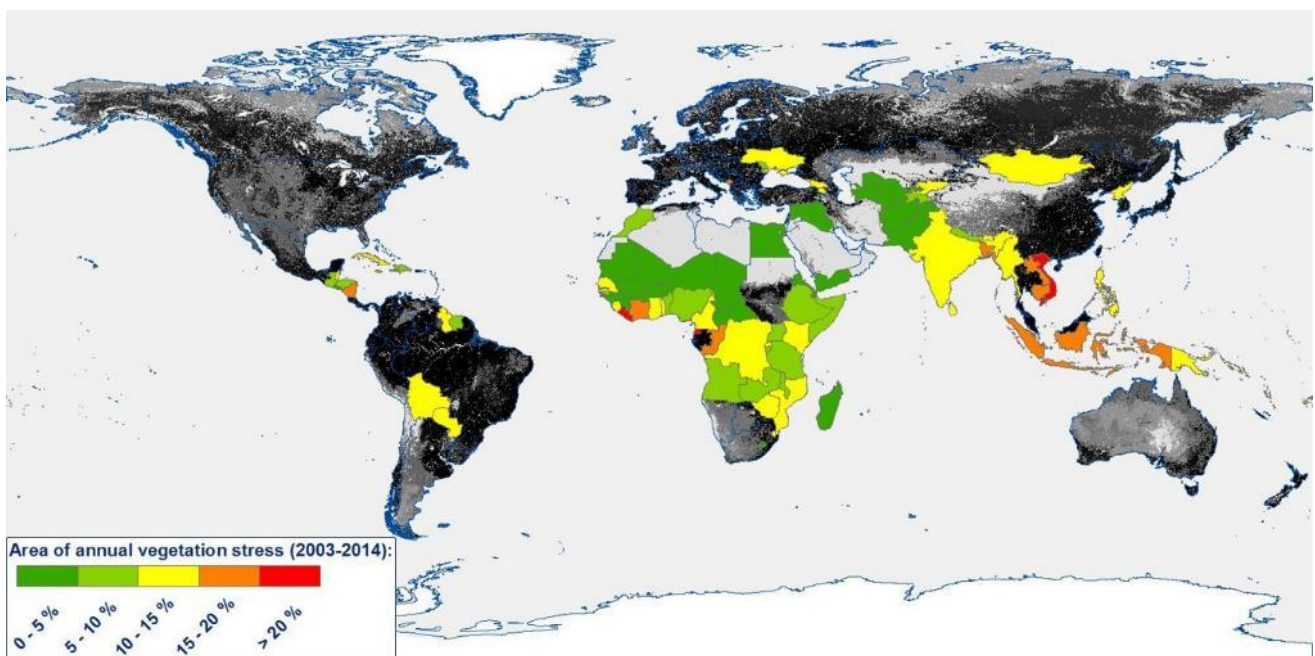 Area of annual vegetation stress (2003-2014):
0 - 5 %
5 - 10 %
10 - 15 %
15 - 20 %
> 20 %